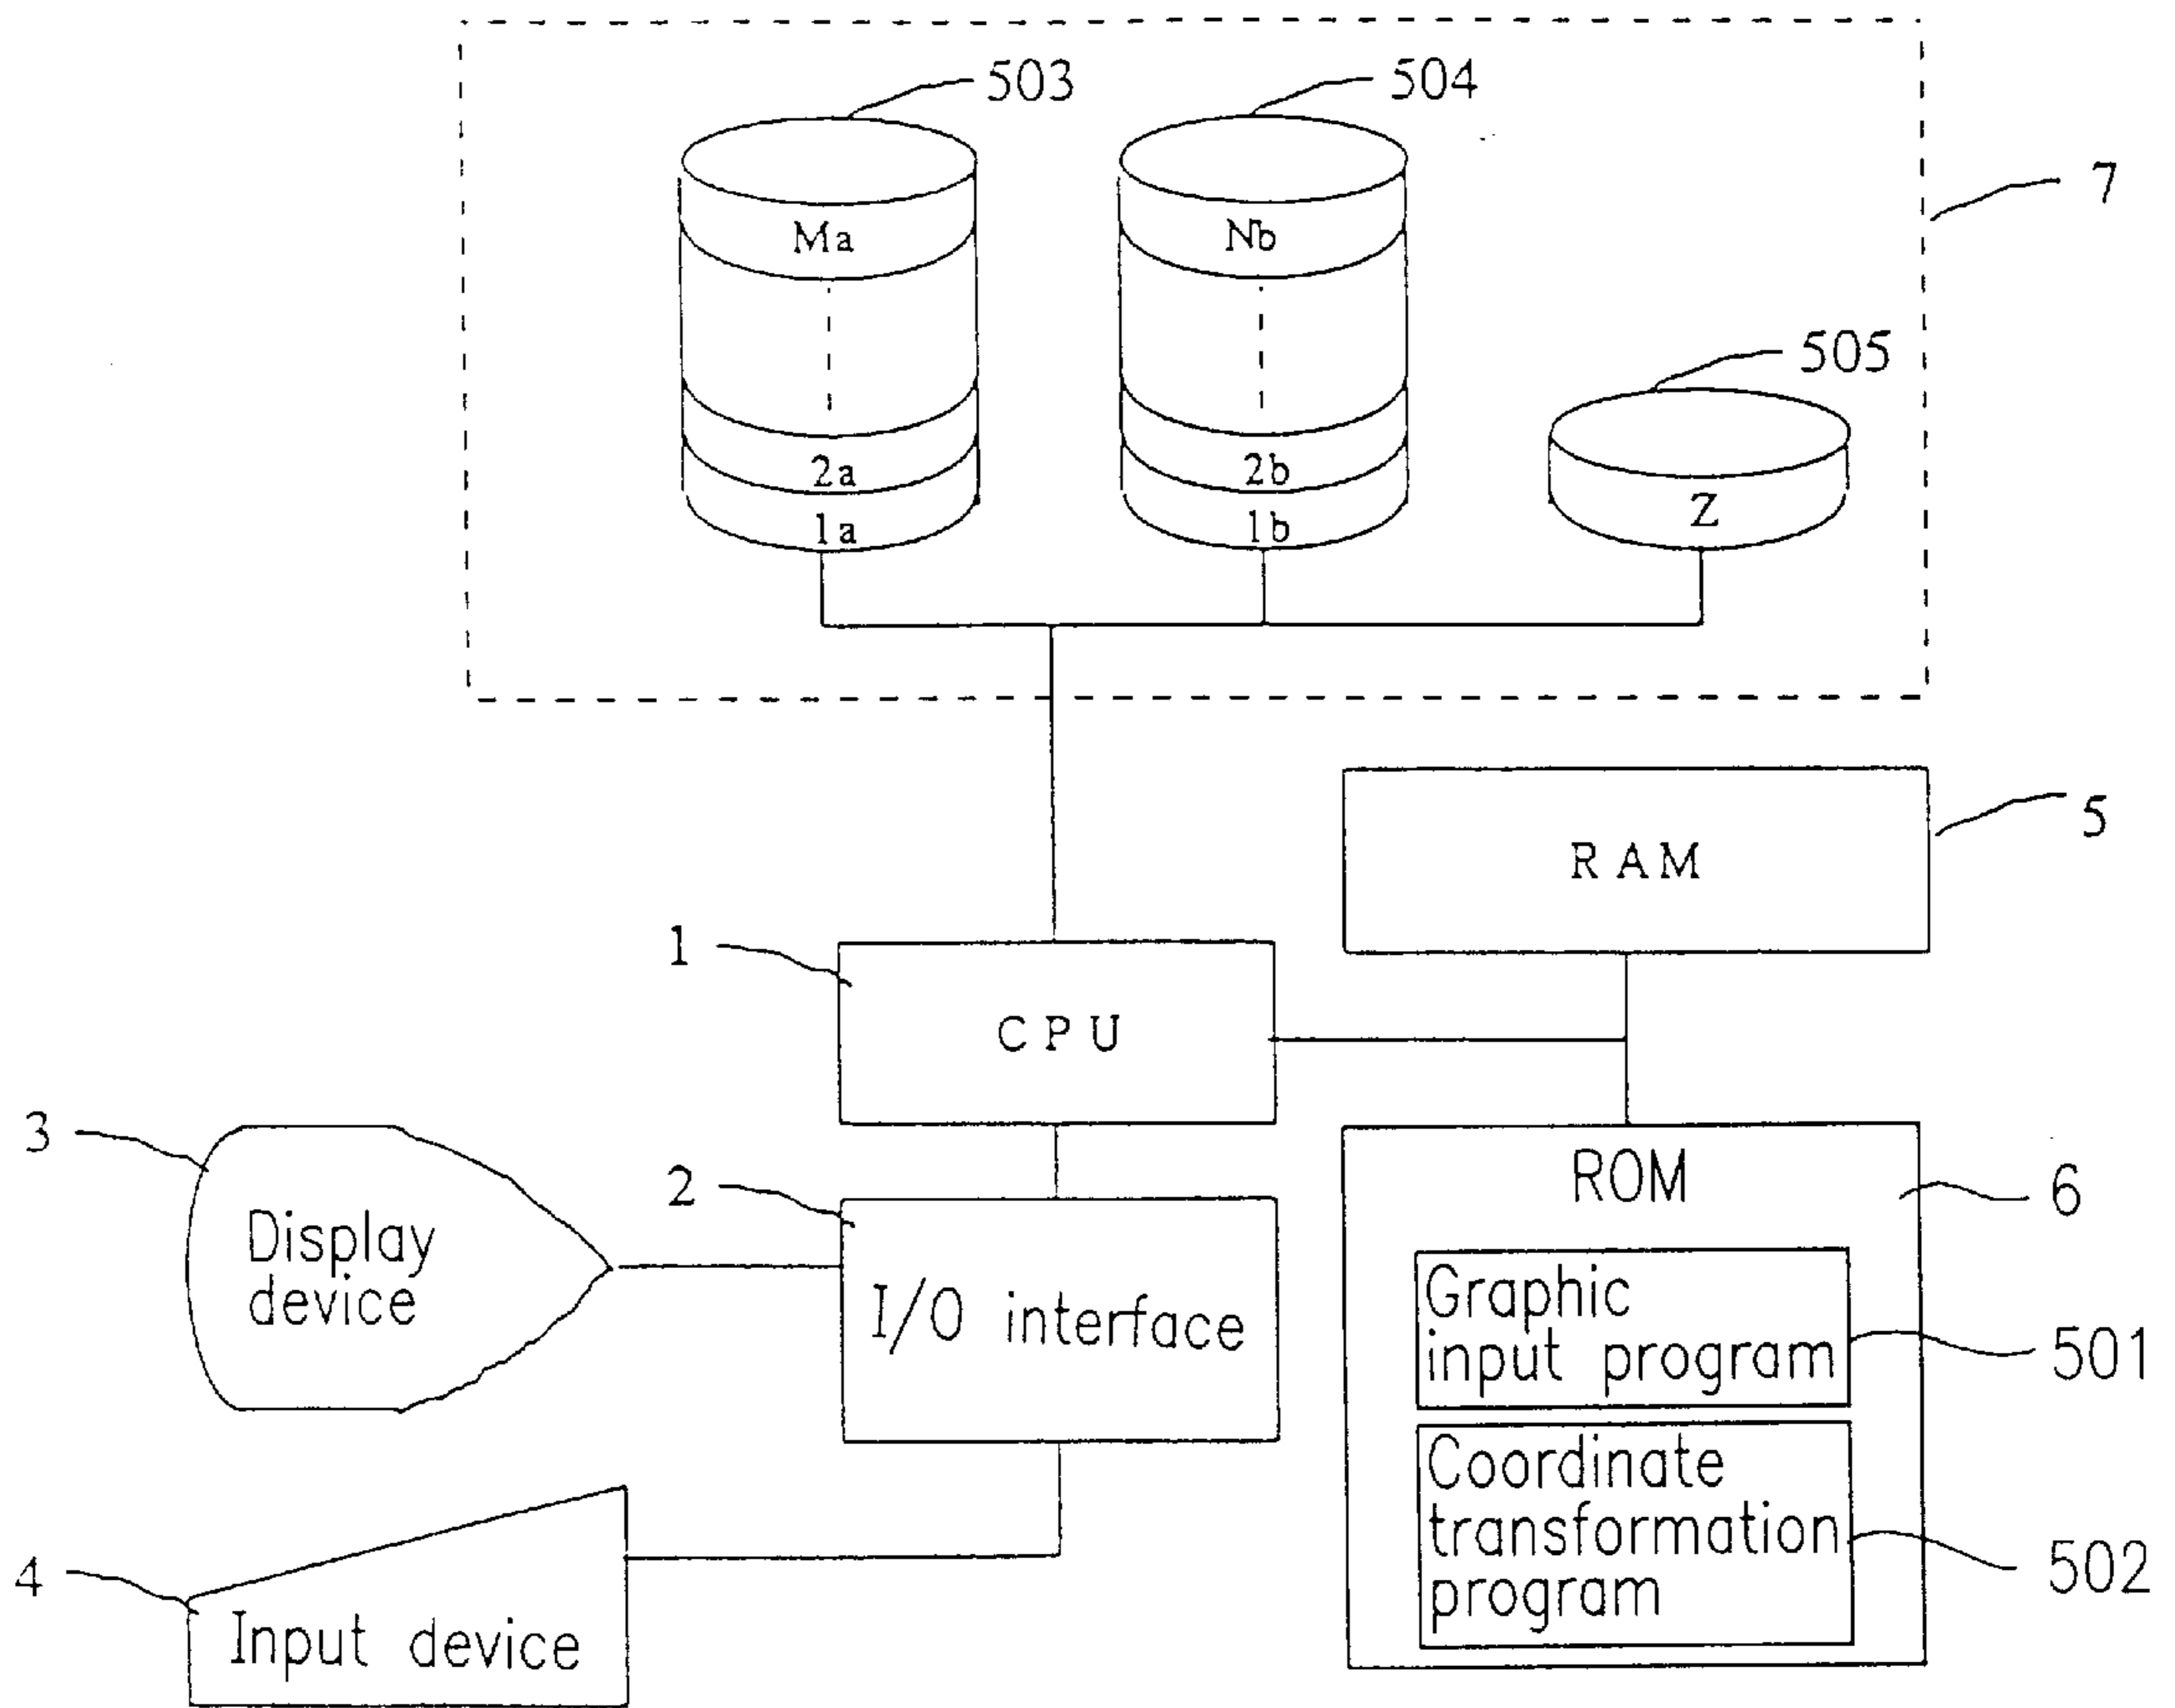 503
504
7
Ma
Nb
505
2a
2b
Z
1a
1b
5
RAM
1
CPU
3
2
ROM
6
Display
device
I/O interface
Graphic
input program
501
Coordinate
transformation
program
502
4
Input device